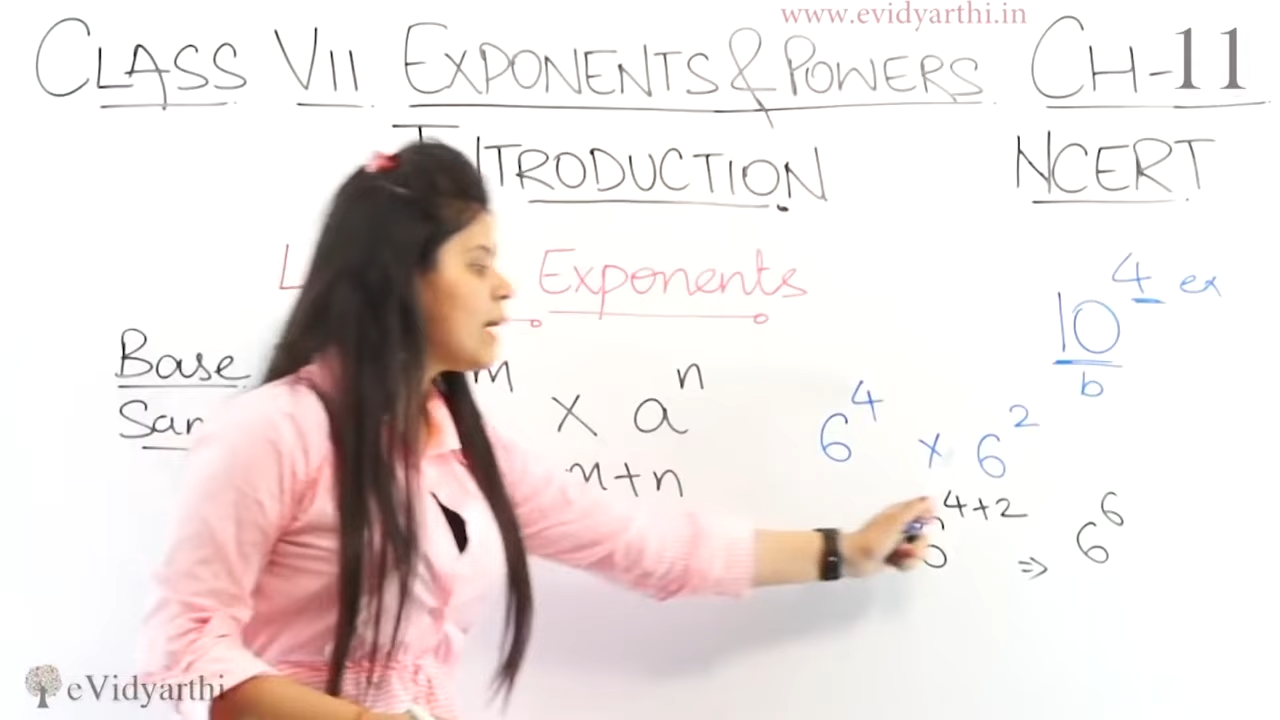 www.evidyarthi.in
CLASS VII EXPONENTS & POWERS CH-11
INTRODUCTION NCERT
Exponents
10^4 ex
b
Base
m × a^n
6^4 × 6^2
m+n
4+2 ⇒ 6^6
eVidyarthi